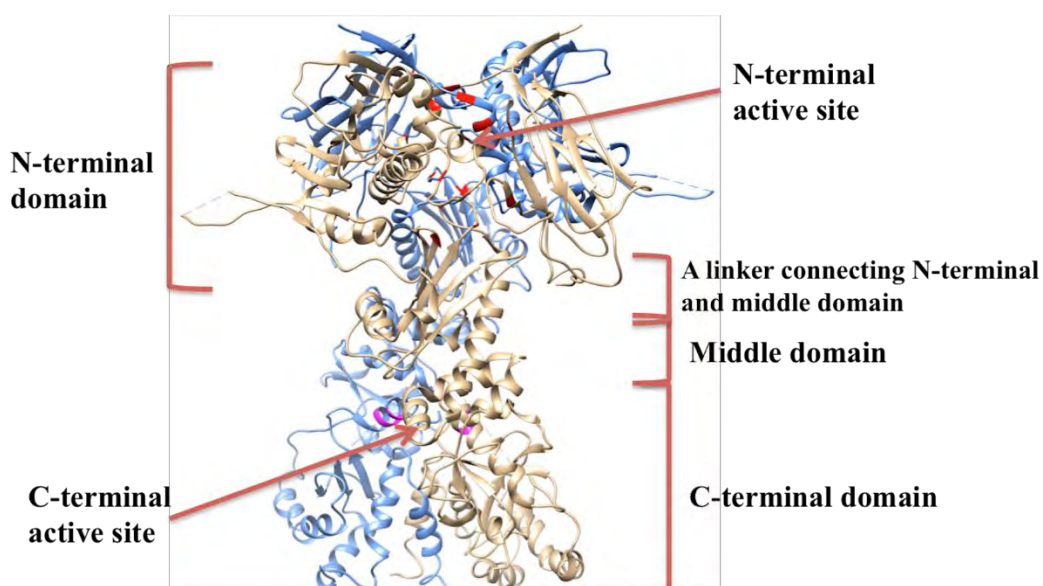 N-terminal
active site
N-terminal
domain
A linker connecting N-terminal
and middle domain
Middle domain
C-terminal
active site
C-terminal domain